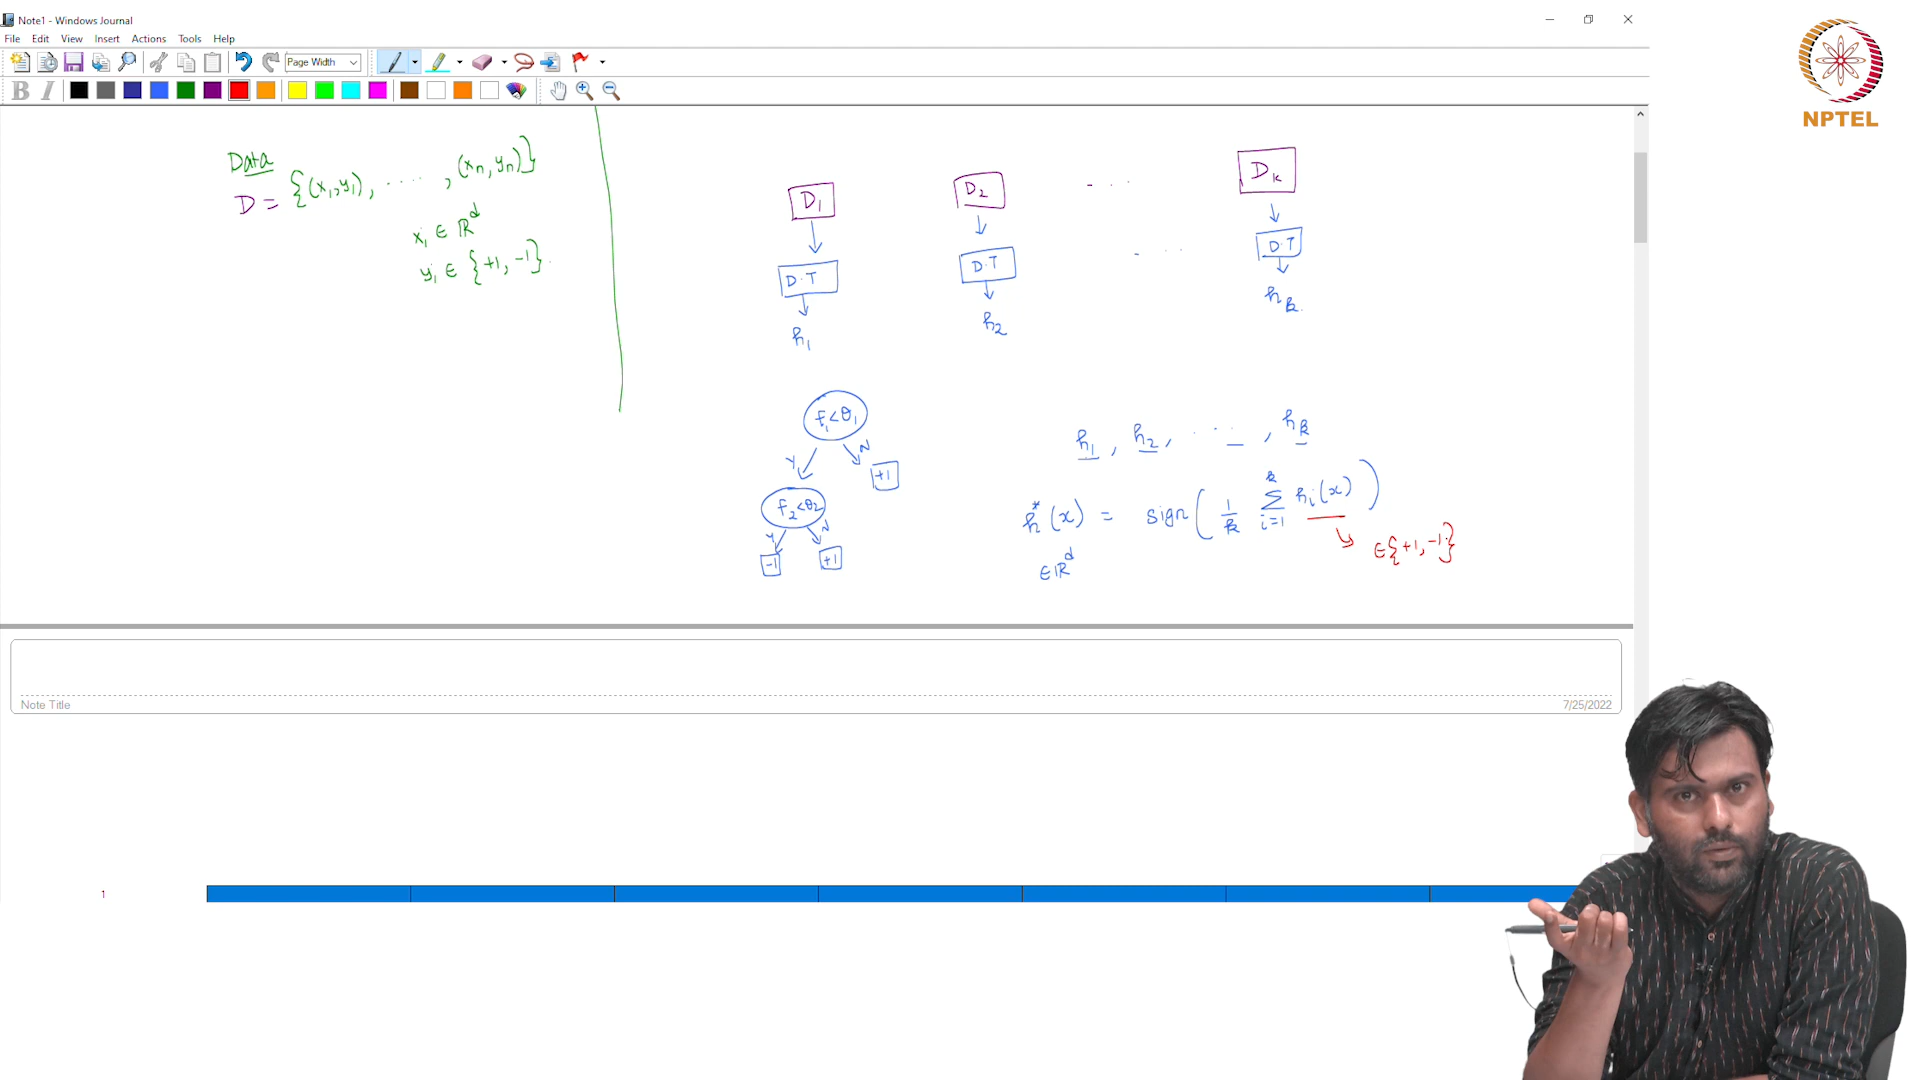 Note1 - Windows Journal
File Edit View Insert Actions Tools Help
Page Width
B I
NPTEL
Data
D = {(x₁,y₁), ····· , (xₙ,yₙ)}
xᵢ ∈ ℝᵈ
yᵢ ∈ {+1, -1}.
D₁ D₂ - · · · Dₖ
D.T D.T - · · · D.T
h₁ h₂ hₖ.
f₁<θ₁
Y N
+1
f₂<θ₂
Y N
-1 +1
h₁, h₂, · · · _, hₖ
h*(x) = sign( 1/k Σᵢ₌₁ᵏ hᵢ(x) )
∈ℝᵈ
∈{+1,-1}
Note Title
7/25/2022
1